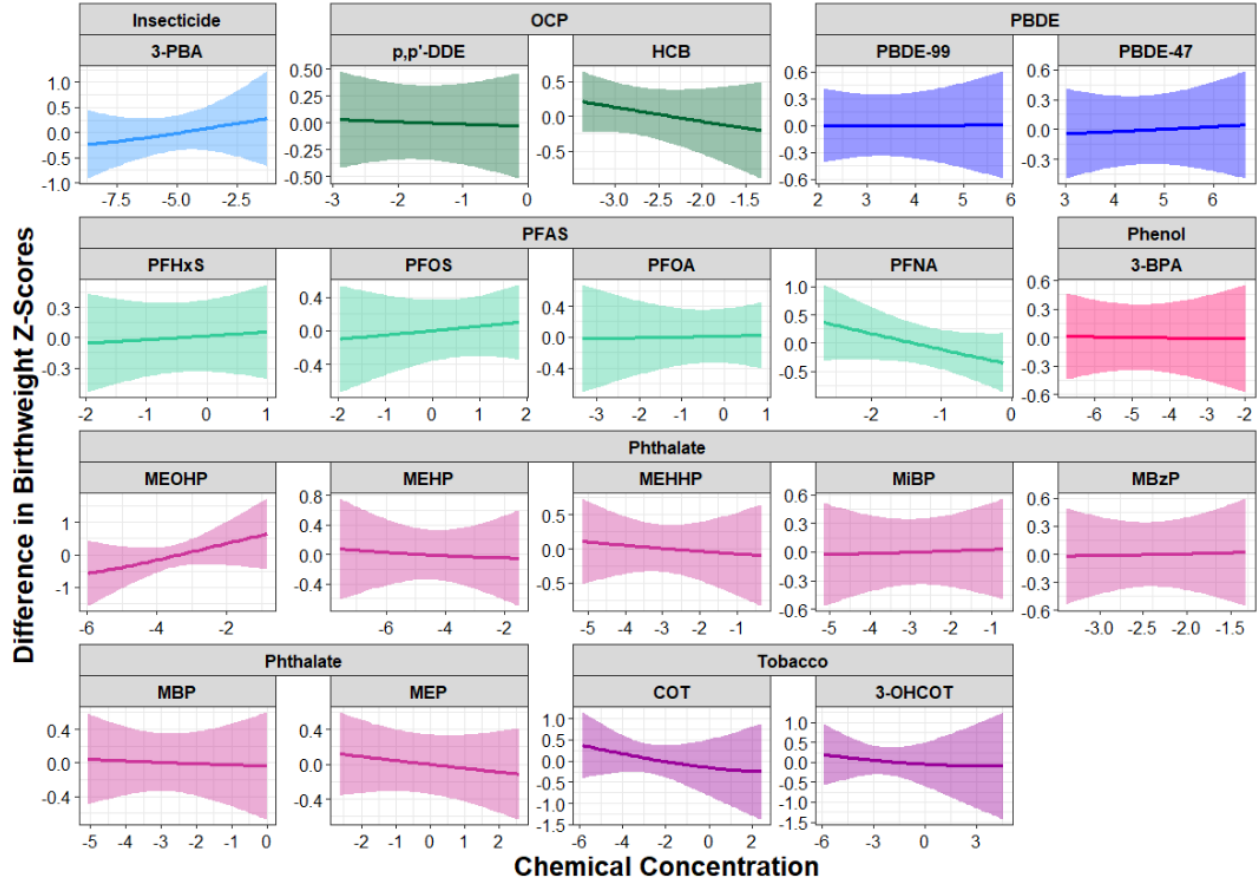 Insecticide OCP PBDE
3-PBA p,p'-DDE HCB PBDE-99 PBDE-47
1.0
0.5
0.0
-0.5
-1.0
-7.5 -5.0 -2.5
0.50
0.25
0.00
-0.25
-0.50
-3 -2 -1 0
0.5
0.0
-0.5
-3.0 -2.5 -2.0 -1.5
0.6
0.3
0.0
-0.3
-0.6
2 3 4 5 6
0.6
0.3
0.0
-0.3
3 4 5 6
PFAS Phenol
PFHxS PFOS PFOA PFNA 3-BPA
0.3
0.0
-0.3
-2 -1 0 1
0.4
0.0
-0.4
-2 -1 0 1 2
0.4
0.0
-0.4
-3 -2 -1 0 1
1.0
0.5
0.0
-0.5
-2 -1 0
0.6
0.3
0.0
-0.3
-0.6
-6 -5 -4 -3 -2
Phthalate
MEOHP MEHP MEHHP MiBP MBzP
1
0
-1
-6 -4 -2
0.8
0.4
0.0
-0.4
-6 -4 -2
0.5
0.0
-0.5
-5 -4 -3 -2 -1
0.6
0.3
0.0
-0.3
-0.6
-5 -4 -3 -2 -1
0.6
0.3
0.0
-0.3
-0.6
-3.0 -2.5 -2.0 -1.5
Phthalate Tobacco
MBP MEP COT 3-OHCOT
0.4
0.0
-0.4
-5 -4 -3 -2 -1 0
0.4
0.0
-0.4
-2 -1 0 1 2
1.0
0.5
0.0
-0.5
-1.0
-1.5
-6 -4 -2 0 2
1.0
0.5
0.0
-0.5
-1.0
-1.5
-6 -3 0 3
Difference in Birthweight Z-Scores
Chemical Concentration